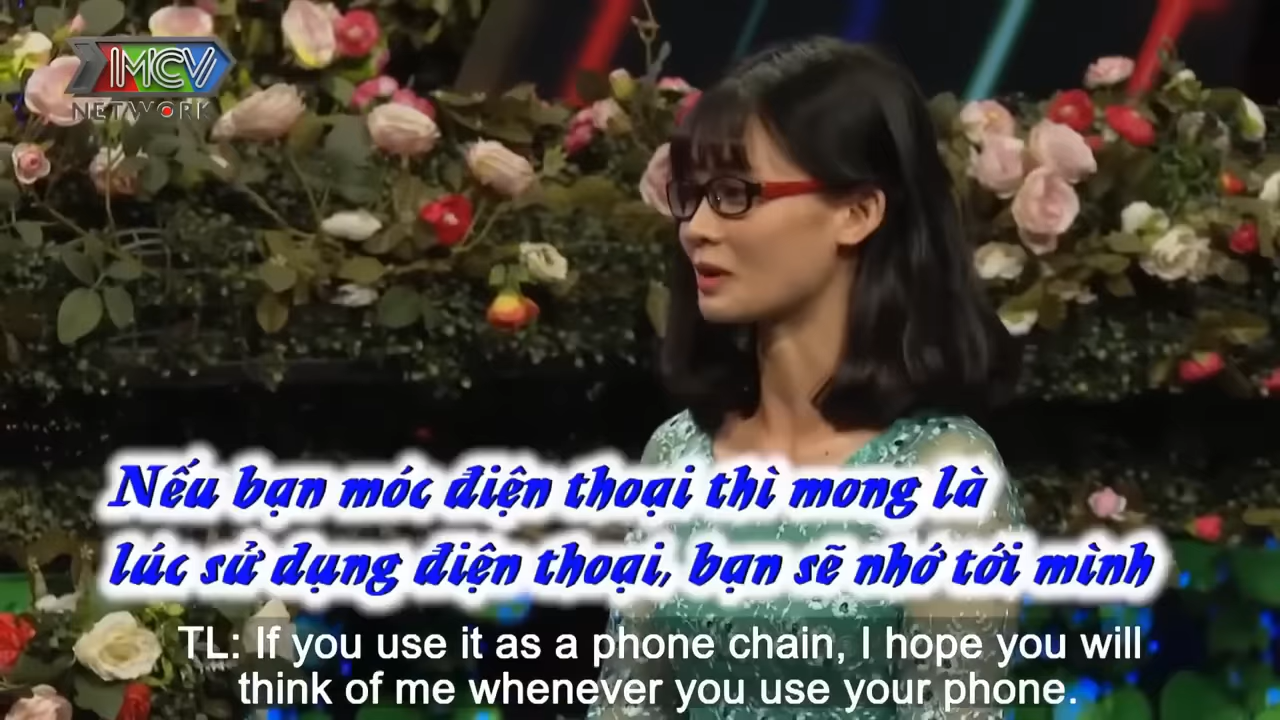 MCV
NETWORK
Nếu bạn móc điện thoại thì mong là
lúc sử dụng điện thoại, bạn sẽ nhớ tới mình
TL: If you use it as a phone chain, I hope you will
think of me whenever you use your phone.